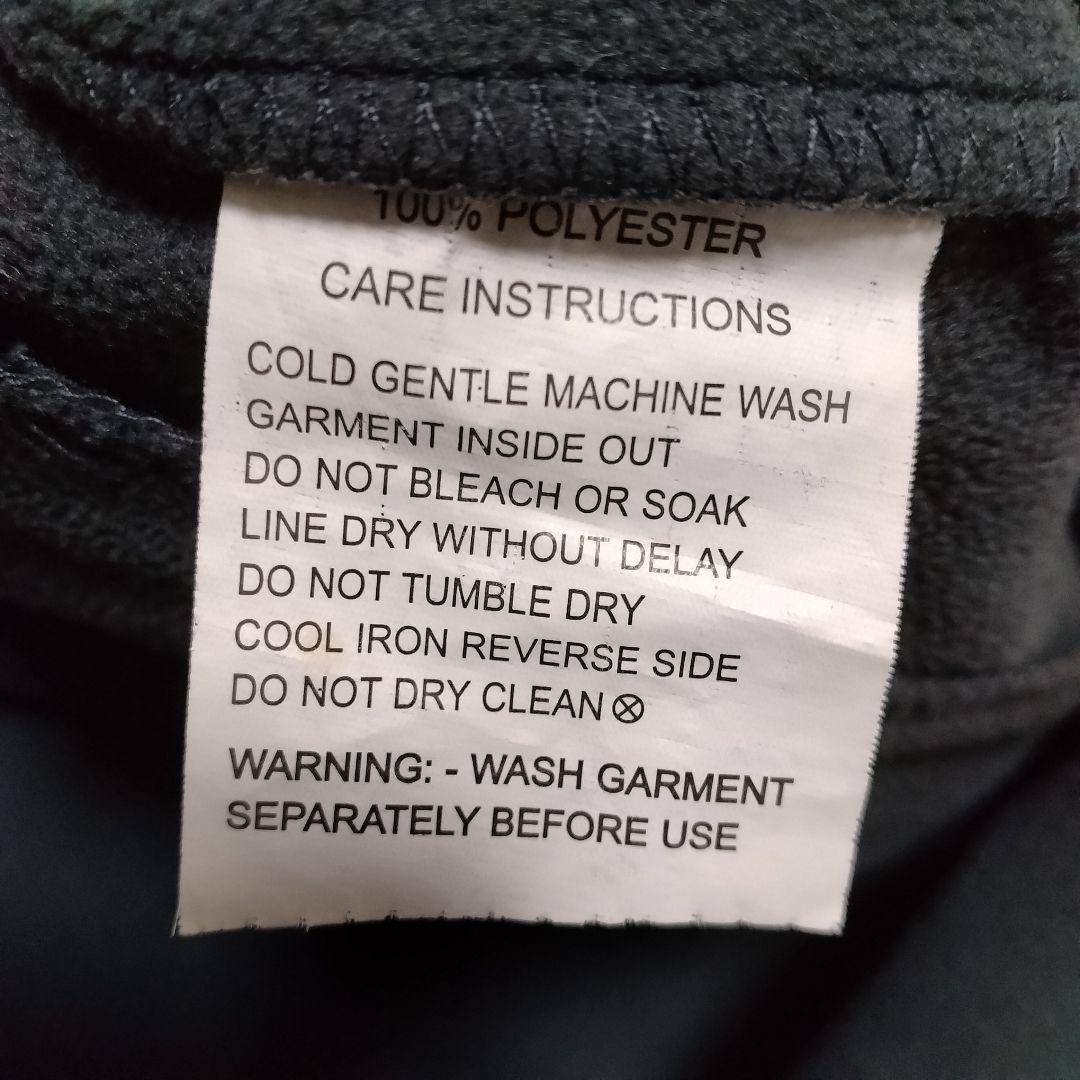 100% POLYESTER
CARE INSTRUCTIONS
COLD GENTLE MACHINE WASH
GARMENT INSIDE OUT
DO NOT BLEACH OR SOAK
LINE DRY WITHOUT DELAY
DO NOT TUMBLE DRY
COOL IRON REVERSE SIDE
DO NOT DRY CLEAN
WARNING: - WASH GARMENT
SEPARATELY BEFORE USE